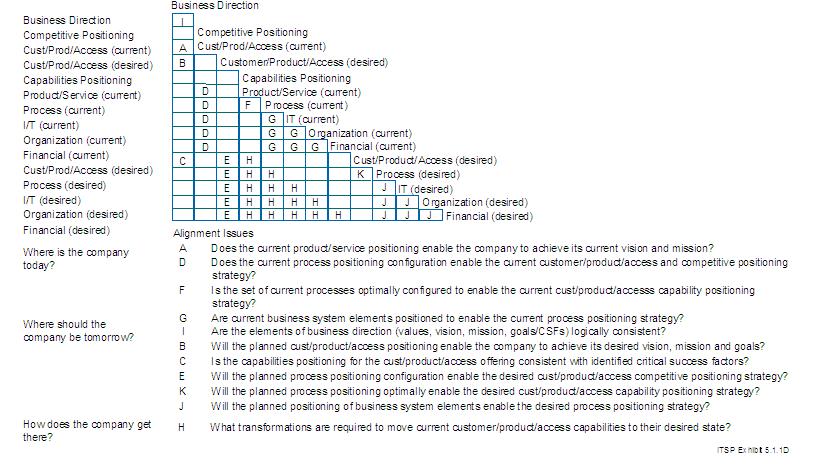 Business Direction
Business Direction I
Competitive Positioning Competitive Positioning
Cust/Prod/Access (current) A Cust/Prod/Access (current)
Cust/Prod/Access (desired) B Customer/Product/Access (desired)
Capabilities Positioning Capabilities Positioning
Product/Service (current) D Product/Service (current)
Process (current) D F Process (current)
I/T (current) D G IT (current)
Organization (current) D G G Organization (current)
Financial (current) D G G G Financial (current)
Cust/Prod/Access (desired) C E H Cust/Product/Access (desired)
Process (desired) E H H K Process (desired)
I/T (desired) E H H H J IT (desired)
Organization (desired) E H H H H J J Organization (desired)
Financial (desired) E H H H H H J J J Financial (desired)
Alignment Issues
Where is the company
today?
A Does the current product/service positioning enable the company to achieve its current vision and mission?
D Does the current process positioning configuration enable the current customer/product/access and competitive positioning
strategy?
F Is the set of current processes optimally configured to enable the current cust/product/accesss capability positioning
strategy?
G Are current business system elements positioned to enable the current process positioning strategy?
Where should the
company be tomorrow?
I Are the elements of business direction (values, vision, mission, goals/CSFs) logically consistent?
B Will the planned cust/product/access positioning enable the company to achieve its desired vision, mission and goals?
C Is the capabilities positioning for the cust/product/access offering consistent with identified critical success factors?
E Will the planned process positioning configuration enable the desired cust/product/access competitive positioning strategy?
K Will the planned process positioning optimally enable the desired cust/product/access capability positioning strategy?
J Will the planned positioning of business system elements enable the desired process positioning strategy?
How does the company get
there?
H What transformations are required to move current customer/product/access capabilities to their desired state?
ITSP Exhibit 5.1.1D